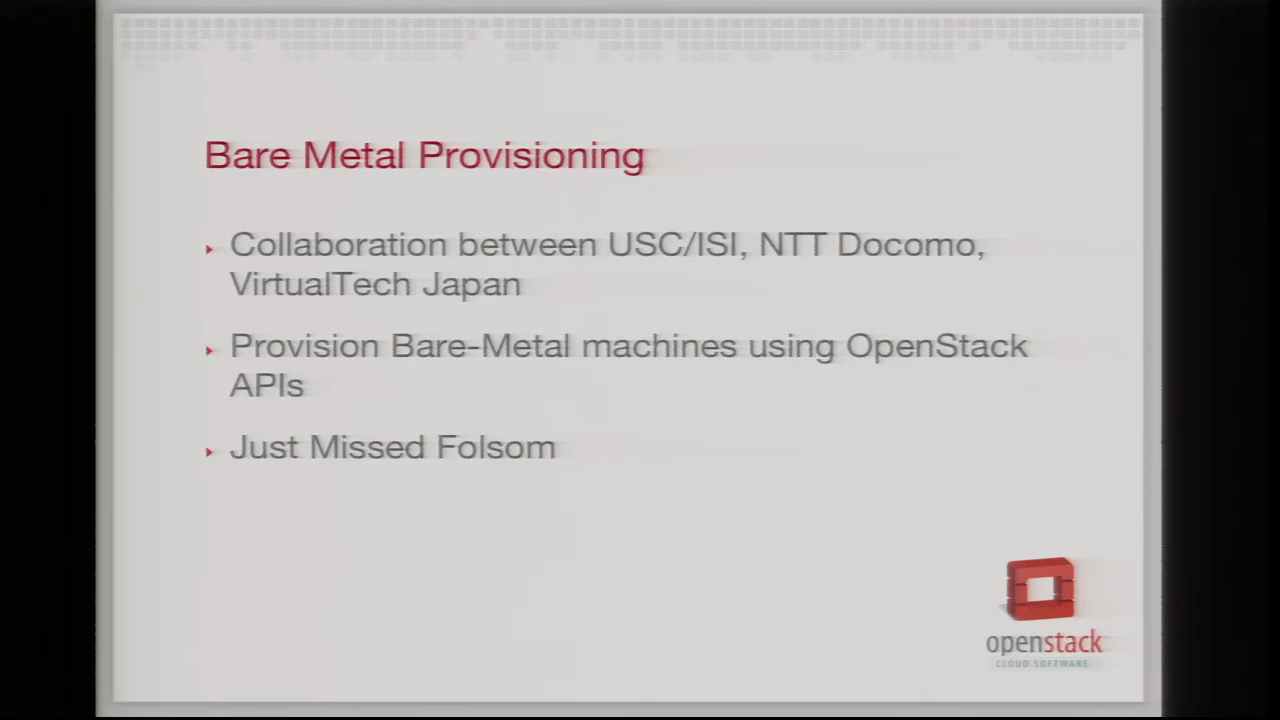 Bare Metal Provisioning
Collaboration between USC/ISI, NTT Docomo,
VirtualTech Japan
Provision Bare-Metal machines using OpenStack
APIs
Just Missed Folsom
openstack
CLOUD SOFTWARE